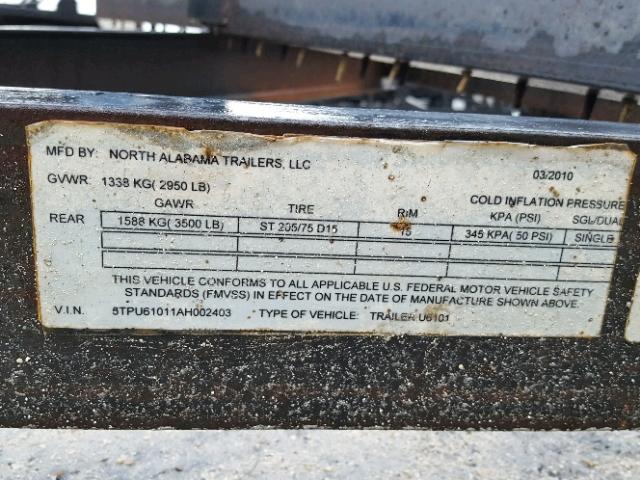 MFD BY: NORTH ALABAMA TRAILERS, LLC 03/2010
GVWR: 1338 KG( 2950 LB)
GAWR TIRE RIM COLD INFLATION PRESSURE
KPA (PSI) SGL/DUAL
REAR 1588 KG( 3500 LB) ST 205/75 D15 15 345 KPA( 50 PSI) SINGLE
THIS VEHICLE CONFORMS TO ALL APPLICABLE U.S. FEDERAL MOTOR VEHICLE SAFETY
STANDARDS (FMVSS) IN EFFECT ON THE DATE OF MANUFACTURE SHOWN ABOVE.
V.I.N. 5TPU61011AH002403 TYPE OF VEHICLE: TRAILER U6101